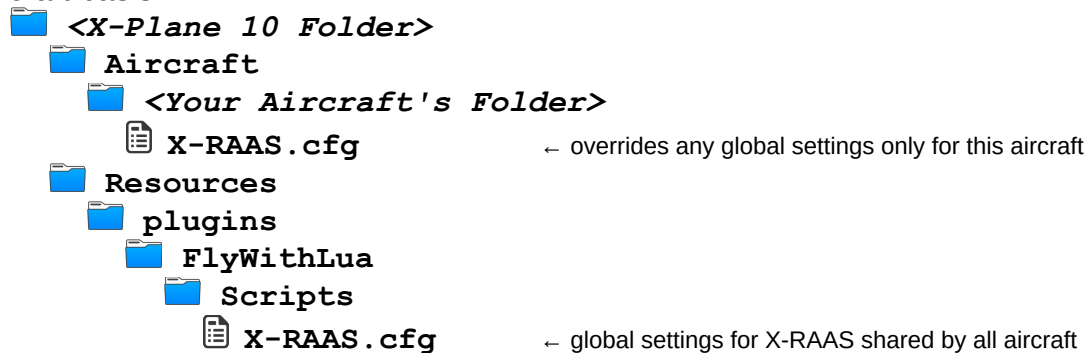 <X-Plane 10 Folder>
Aircraft
<Your Aircraft's Folder>
X-RAAS.cfg ← overrides any global settings only for this aircraft
Resources
plugins
FlyWithLua
Scripts
X-RAAS.cfg ← global settings for X-RAAS shared by all aircraft